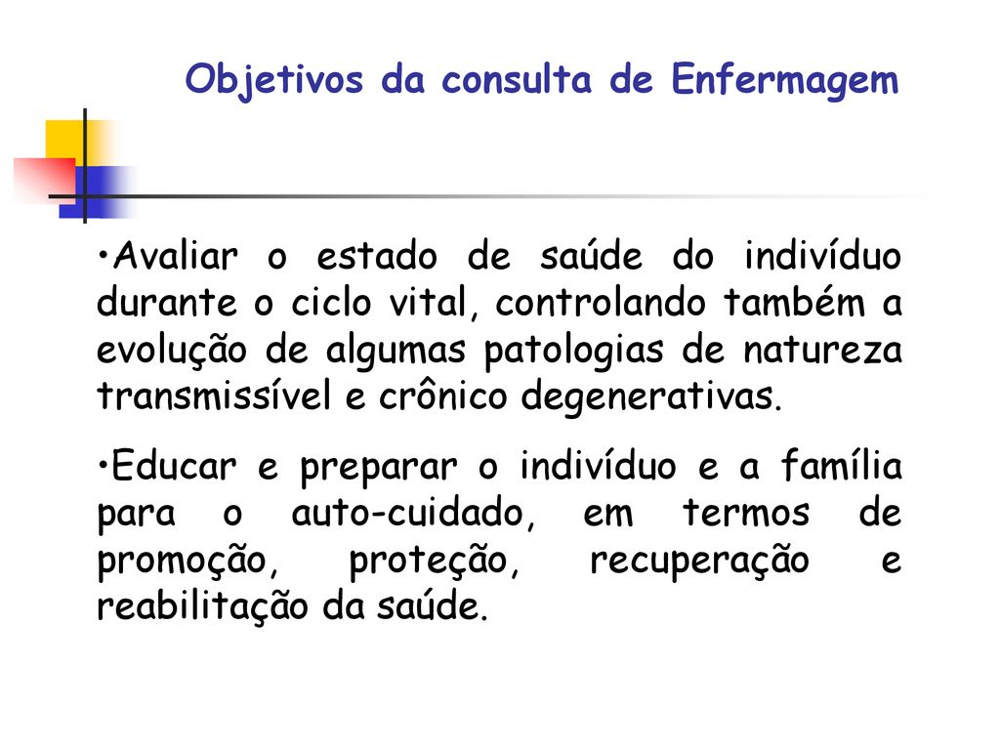 Objetivos da consulta de Enfermagem
•Avaliar o estado de saúde do indivíduo
durante o ciclo vital, controlando também a
evolução de algumas patologias de natureza
transmissível e crônico degenerativas.
•Educar e preparar o indivíduo e a família
para o auto-cuidado, em termos de
promoção, proteção, recuperação e
reabilitação da saúde.